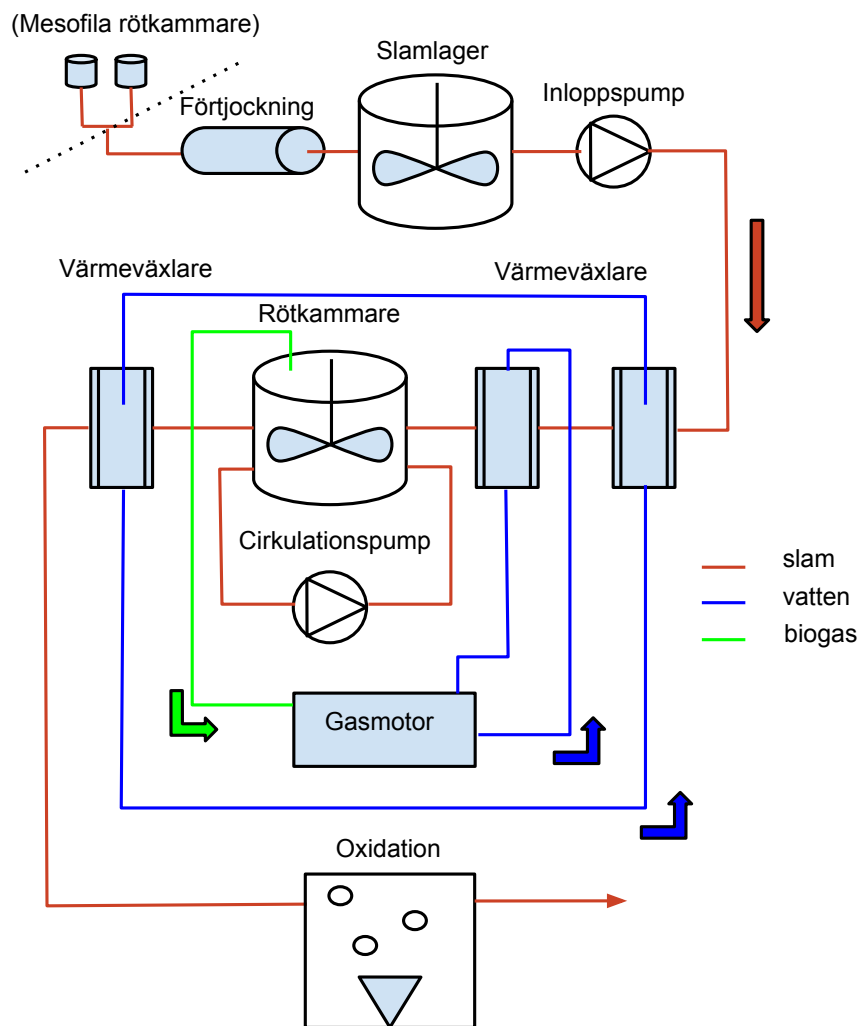 (Mesofila rötkammare)
Slamlager
Förtjockning
Inloppspump
Värmeväxlare
Värmeväxlare
Rötkammare
Cirkulationspump
slam
vatten
biogas
Gasmotor
Oxidation